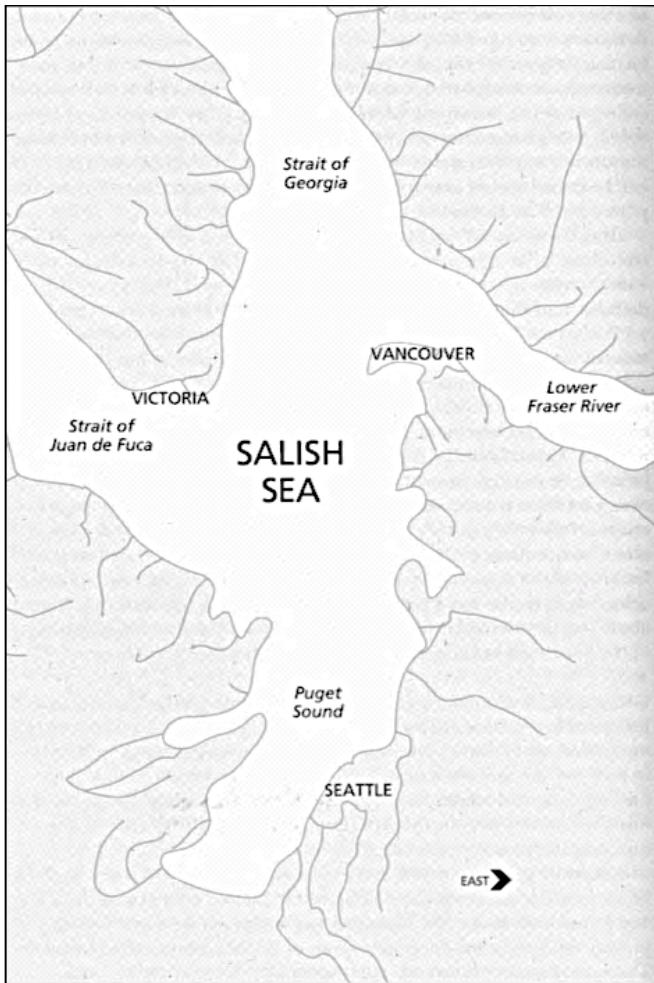 Strait of
Georgia
VANCOUVER
Lower
Fraser River
VICTORIA
Strait of
Juan de Fuca
SALISH
SEA
Puget
Sound
SEATTLE
EAST